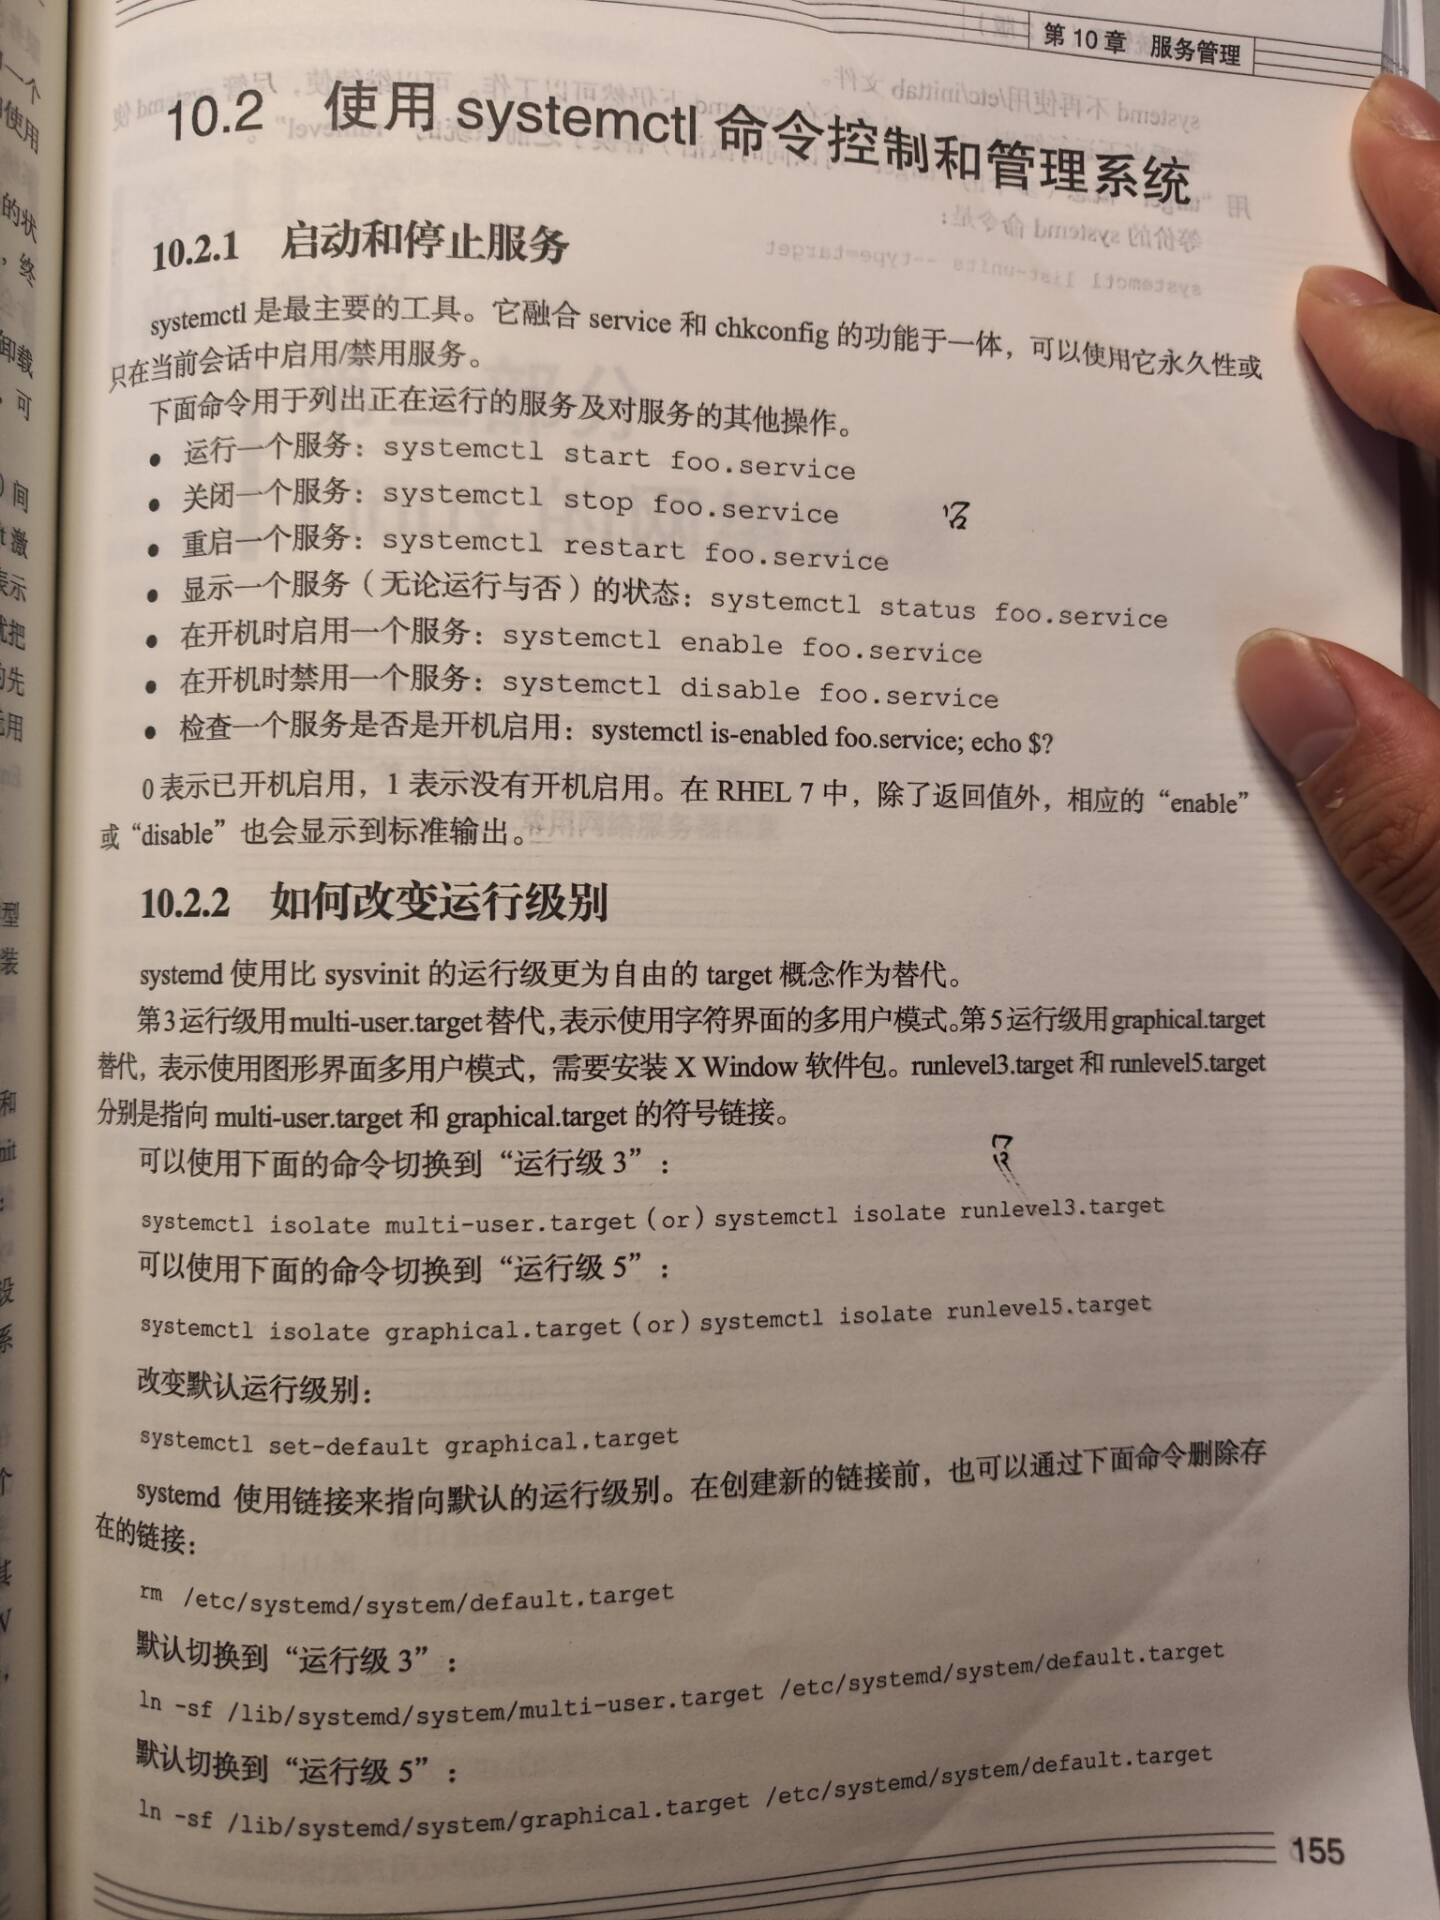 第 10 章 服务管理
10.2 使用 systemctl 命令控制和管理系统
10.2.1 启动和停止服务
systemctl 是最主要的工具。它融合 service 和 chkconfig 的功能于一体，可以使用它永久性或
只在当前会话中启用/禁用服务。
下面命令用于列出正在运行的服务及对服务的其他操作。
● 运行一个服务：systemctl start foo.service
● 关闭一个服务：systemctl stop foo.service
● 重启一个服务：systemctl restart foo.service
● 显示一个服务（无论运行与否）的状态：systemctl status foo.service
● 在开机时启用一个服务：systemctl enable foo.service
● 在开机时禁用一个服务：systemctl disable foo.service
● 检查一个服务是否是开机启用：systemctl is-enabled foo.service; echo $?
0 表示已开机启用，1 表示没有开机启用。在 RHEL 7 中，除了返回值外，相应的“enable”
或“disable”也会显示到标准输出。
10.2.2 如何改变运行级别
systemd 使用比 sysvinit 的运行级更为自由的 target 概念作为替代。
第 3 运行级用 multi-user.target 替代，表示使用字符界面的多用户模式。第 5 运行级用 graphical.target
替代，表示使用图形界面多用户模式，需要安装 X Window 软件包。runlevel3.target 和 runlevel5.target
分别是指向 multi-user.target 和 graphical.target 的符号链接。
可以使用下面的命令切换到“运行级 3”：
systemctl isolate multi-user.target（or）systemctl isolate runlevel3.target
可以使用下面的命令切换到“运行级 5”：
systemctl isolate graphical.target（or）systemctl isolate runlevel5.target
改变默认运行级别：
systemctl set-default graphical.target
systemd 使用链接来指向默认的运行级别。在创建新的链接前，也可以通过下面命令删除存
在的链接：
rm /etc/systemd/system/default.target
默认切换到“运行级 3”：
ln -sf /lib/systemd/system/multi-user.target /etc/systemd/system/default.target
默认切换到“运行级 5”：
ln -sf /lib/systemd/system/graphical.target /etc/systemd/system/default.target
155